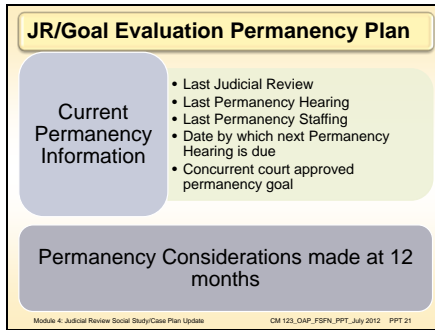 JR/Goal Evaluation Permanency Plan
Current
Permanency
Information
• Last Judicial Review
• Last Permanency Hearing
• Last Permanency Staffing
• Date by which next Permanency
Hearing is due
• Concurrent court approved
permanency goal
Permanency Considerations made at 12
months
Module 4: Judicial Review Social Study/Case Plan Update CM 123_OAP_FSFN_PPT_July 2012 PPT 21